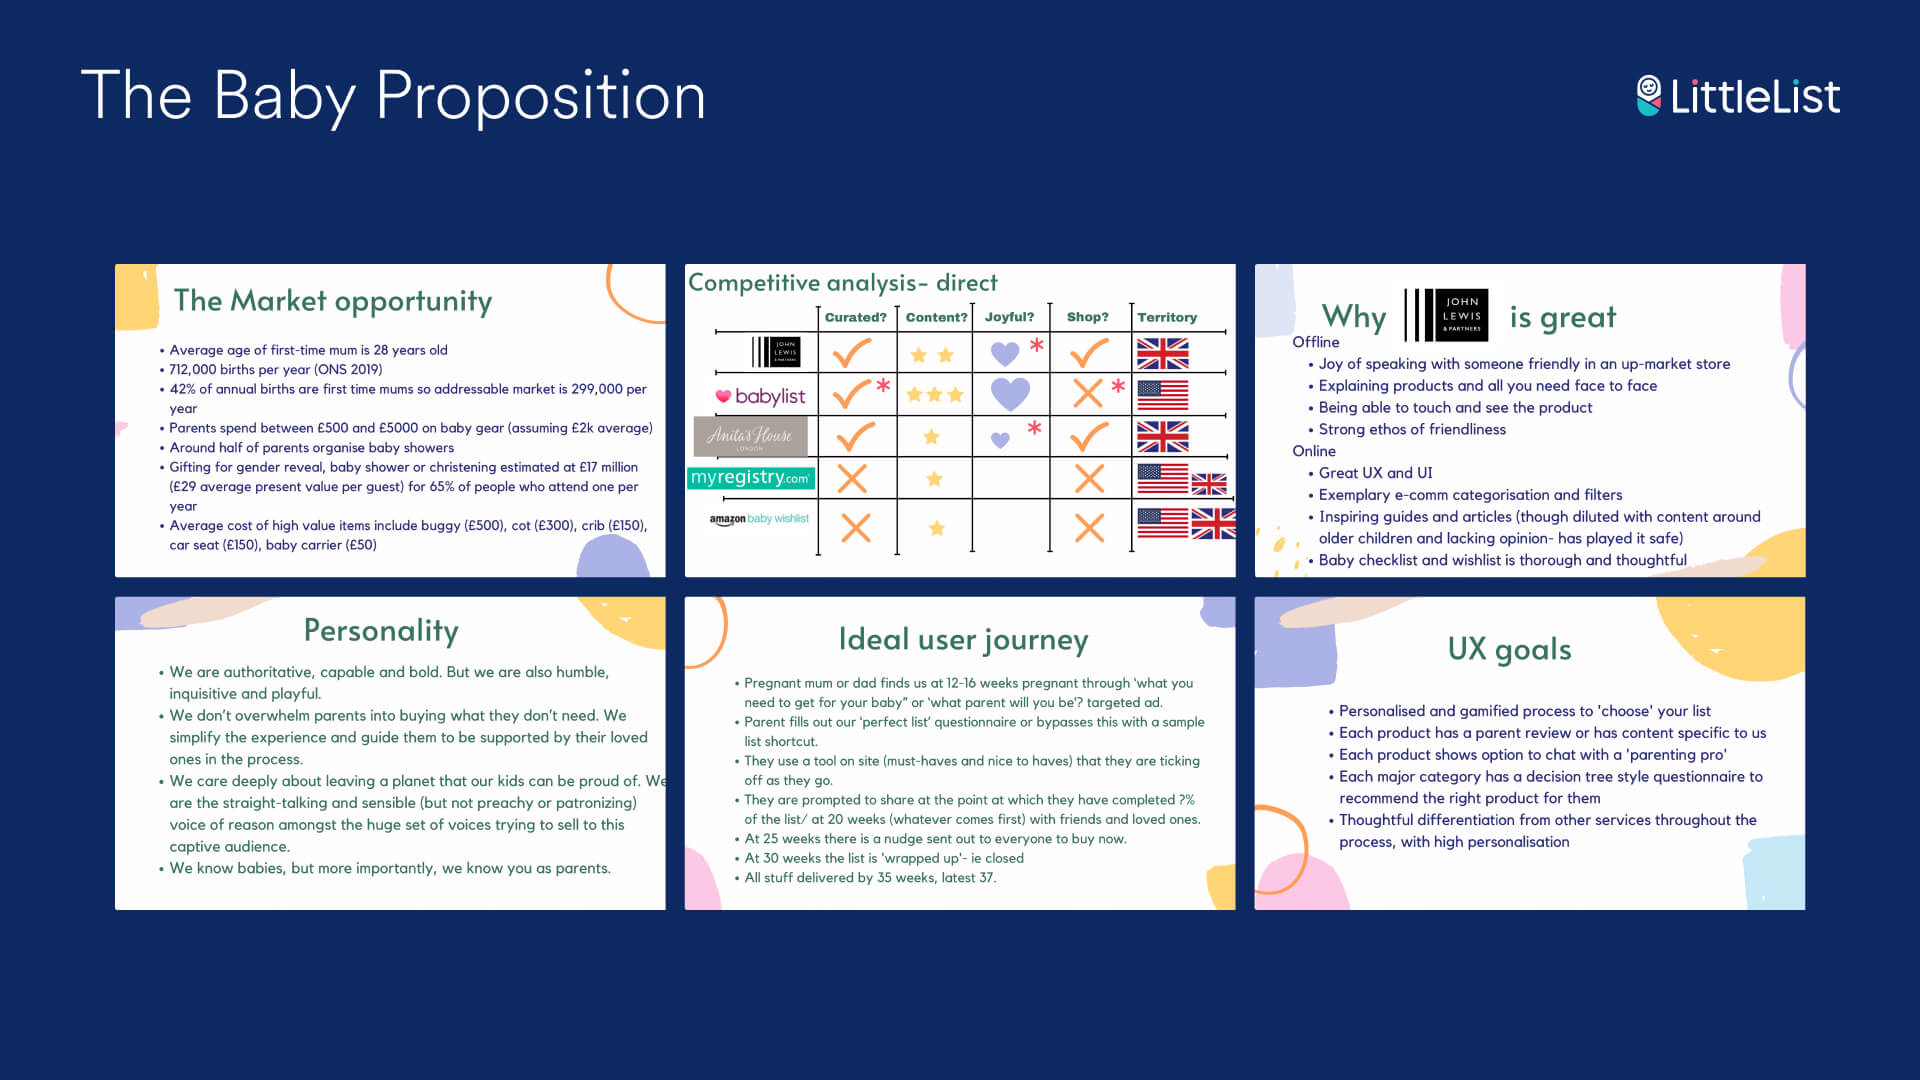 The Baby Proposition
LittleList
The Market opportunity
• Average age of first-time mum is 28 years old
• 712,000 births per year (ONS 2019)
• 42% of annual births are first time mums so addressable market is 299,000 per
year
• Parents spend between £500 and £5000 on baby gear (assuming £2k average)
• Around half of parents organise baby showers
• Gifting for gender reveal, baby shower or christening estimated at £17 million
(£29 average present value per guest) for 65% of people who attend one per
year
• Average cost of high value items include buggy (£500), cot (£300), crib (£150),
car seat (£150), baby carrier (£50)
Competitive analysis- direct
Curated? Content? Joyful? Shop? Territory
JOHN
LEWIS
& PARTNERS
*
babylist
* *
Anita's House
LONDON
*
myregistry.com
amazon baby wishlist
Why JOHN LEWIS & PARTNERS is great
Offline
• Joy of speaking with someone friendly in an up-market store
• Explaining products and all you need face to face
• Being able to touch and see the product
• Strong ethos of friendliness
Online
• Great UX and UI
• Exemplary e-comm categorisation and filters
• Inspiring guides and articles (though diluted with content around
older children and lacking opinion- has played it safe)
• Baby checklist and wishlist is thorough and thoughtful
Personality
• We are authoritative, capable and bold. But we are also humble,
inquisitive and playful.
• We don't overwhelm parents into buying what they don't need. We
simplify the experience and guide them to be supported by their loved
ones in the process.
• We care deeply about leaving a planet that our kids can be proud of. We
are the straight-talking and sensible (but not preachy or patronizing)
voice of reason amongst the huge set of voices trying to sell to this
captive audience.
• We know babies, but more importantly, we know you as parents.
Ideal user journey
• Pregnant mum or dad finds us at 12-16 weeks pregnant through 'what you
need to get for your baby" or 'what parent will you be'? targeted ad.
• Parent fills out our 'perfect list' questionnaire or bypasses this with a sample
list shortcut.
• They use a tool on site (must-haves and nice to haves) that they are ticking
off as they go.
• They are prompted to share at the point at which they have completed ?%
of the list/ at 20 weeks (whatever comes first) with friends and loved ones.
• At 25 weeks there is a nudge sent out to everyone to buy now.
• At 30 weeks the list is 'wrapped up'- ie closed
• All stuff delivered by 35 weeks, latest 37.
UX goals
• Personalised and gamified process to 'choose' your list
• Each product has a parent review or has content specific to us
• Each product shows option to chat with a 'parenting pro'
• Each major category has a decision tree style questionnaire to
recommend the right product for them
• Thoughtful differentiation from other services throughout the
process, with high personalisation